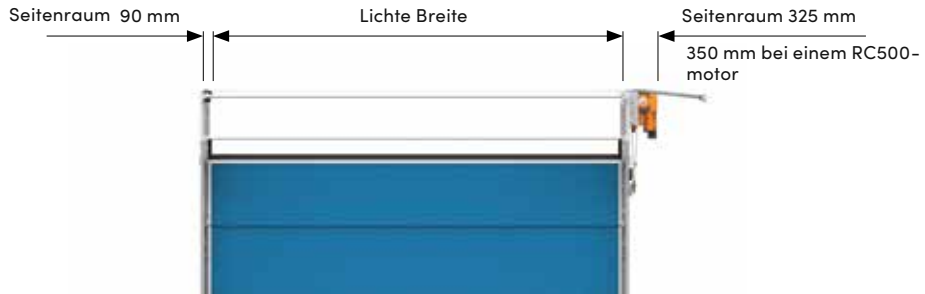 Seitenraum 90 mm
Lichte Breite
Seitenraum 325 mm
350 mm bei einem RC500-
motor